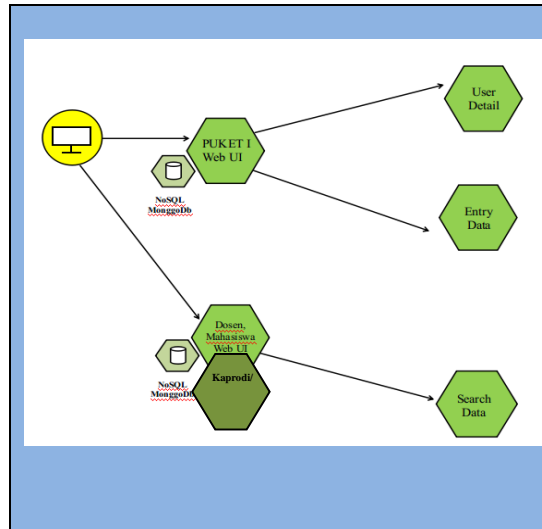 User
Detail
PUKET I
Web UI
NoSQL
MonggoDb
Entry
Data
Dosen,
Mahasiswa
Web UI
Kaprodi/
NoSQL
MonggoDb
Search
Data